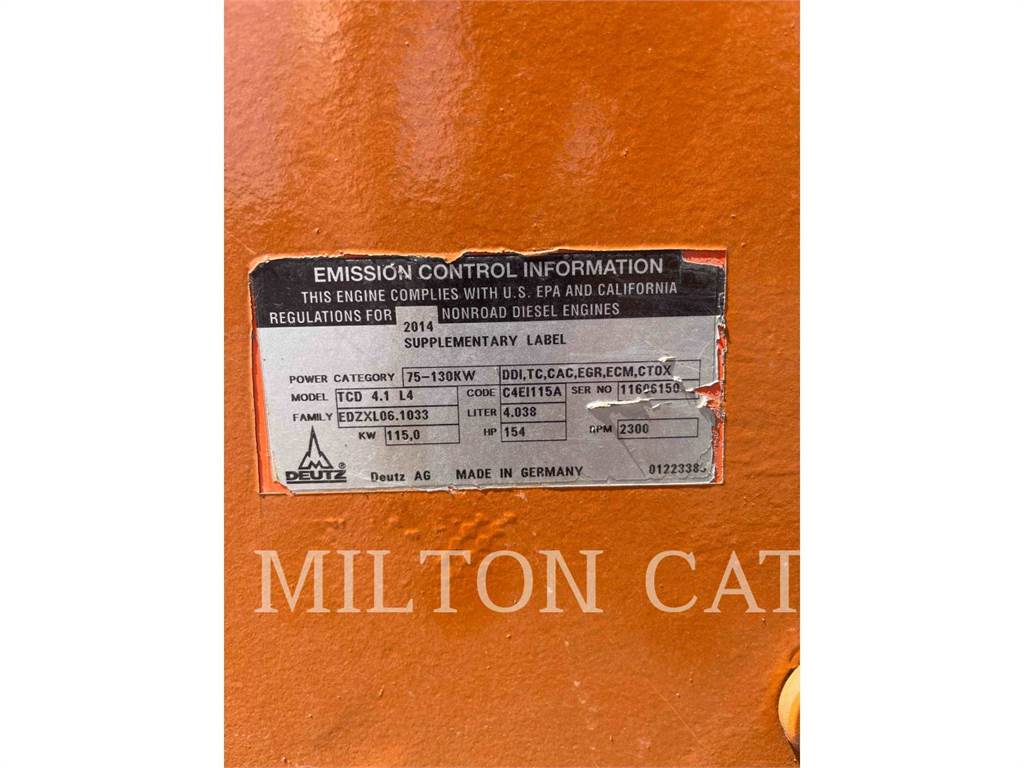 EMISSION CONTROL INFORMATION
THIS ENGINE COMPLIES WITH U.S. EPA AND CALIFORNIA
REGULATIONS FOR 2014 NONROAD DIESEL ENGINES
SUPPLEMENTARY LABEL
POWER CATEGORY 75-130KW DDI,TC,CAC,EGR,ECM,CTOX
MODEL TCD 4.1 L4 CODE C4EI115A SER NO 11606150
FAMILY EDZXL06.1033 LITER 4.038
KW 115,0 HP 154 RPM 2300
DEUTZ ® Deutz AG MADE IN GERMANY
MILTON CAT